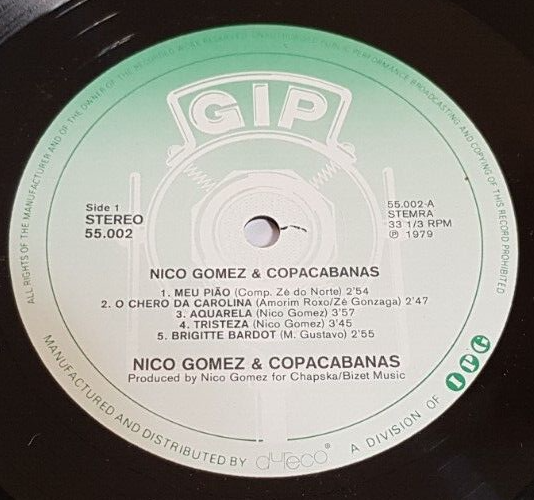 ALL RIGHTS OF THE MANUFACTURER AND OF THE OWNER OF THE RECORDED WORK RESERVED. UNAUTHORISED PUBLIC PERFORMANCE BROADCASTING AND COPYING OF THIS RECORD PROHIBITED
GIP
Side 1
STEREO
55.002
55.002-A
STEMRA
33 1/3 RPM
Ⓟ 1979
NICO GOMEZ & COPACABANAS
1. MEU PIÃO (Comp. Zé do Norte) 2'54
2. O CHERO DA CAROLINA (Amorim Roxo/Zé Gonzaga) 2'47
3. AQUARELA (Nico Gomez) 3'57
4. TRISTEZA (Nico Gomez) 3'45
5. BRIGITTE BARDOT (M. Gustavo) 2'55
NICO GOMEZ & COPACABANAS
Produced by Nico Gomez for Chapska/Bizet Music
MANUFACTURED AND DISTRIBUTED BY dureco® A DIVISION OF IPG